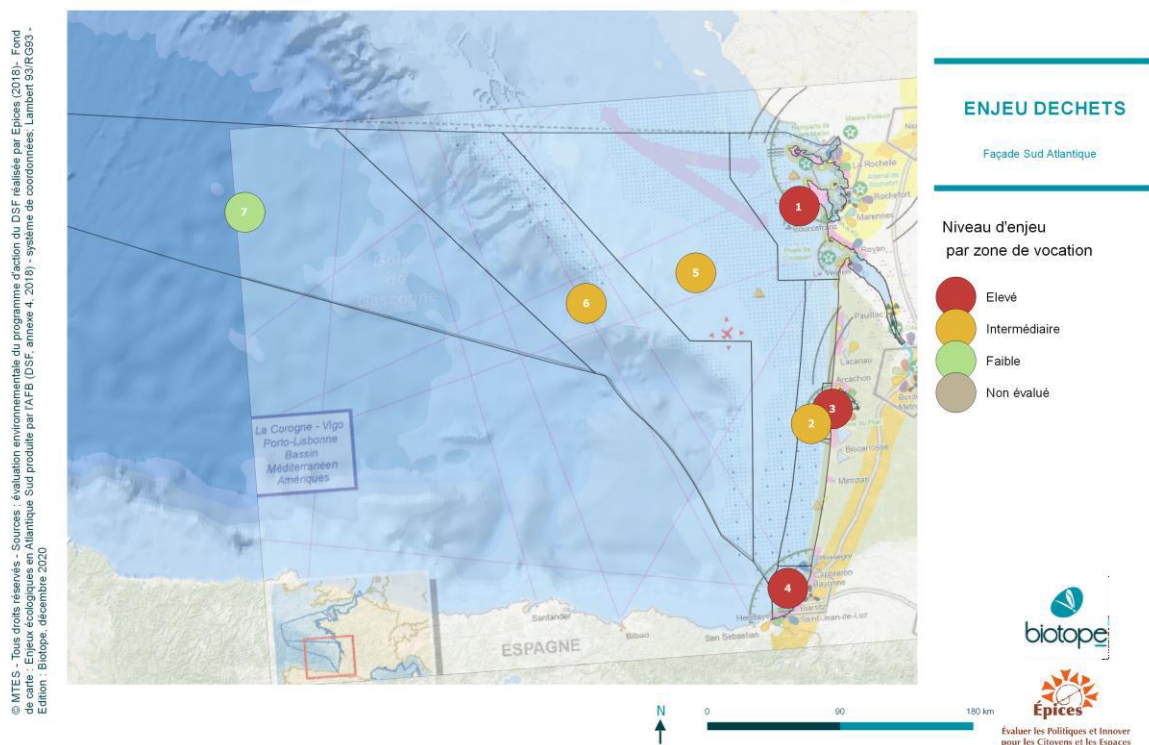 © MTES - Tous droits réservés - Sources : évaluation environnementale du programme d'action du DSF réalisée par Epices (2018)- Fond
de carte : Enjeux écologiques en Atlantique Sud produite par l'AFB (DSF, annexe 4, 2018) - système de coordonnées; Lambert 93/RG93 -
Edition : Biotope, décembre 2020
ENJEU DECHETS
Façade Sud Atlantique
Niveau d'enjeu
par zone de vocation
Elevé
Intermédiaire
Faible
Non évalué
La Rochelle
Rochefort
1
Marennes
7
Royan
5
Golfe
de
Gascogne
6
Pauillac
Lacanau
Arcachon
3
2
La Corogne - Vigo
Porto-Lisbonne
Bassin
Méditerranéen
Amériques
Biscarrosse
Mimizan
4
Capbreton
Bayonne
Biarritz
Saint-Jean-de-Luz
Santander
Bilbao
San Sebastian
ESPAGNE
biotope
N
0
90
180 km
Épices
Évaluer les Politiques et Innover
pour les Citoyens et les Espaces